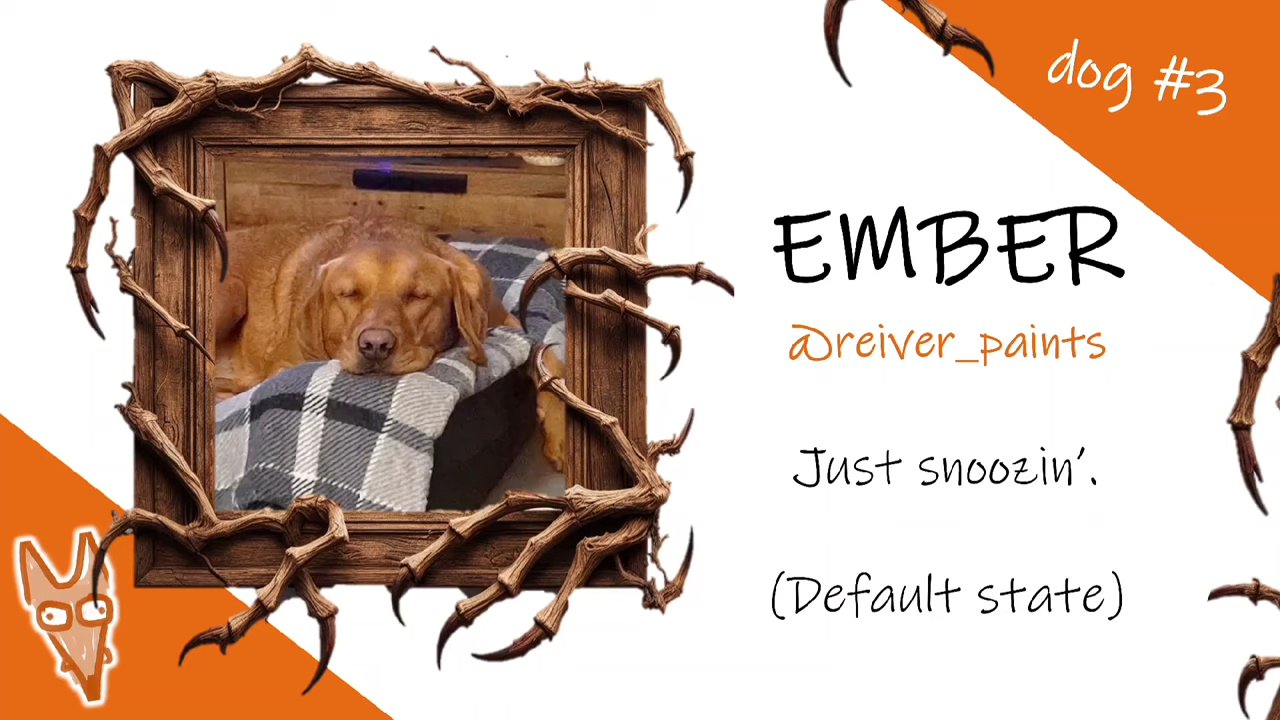 dog #3
EMBER
@reiver_paints
Just snoozin'.
(Default state)